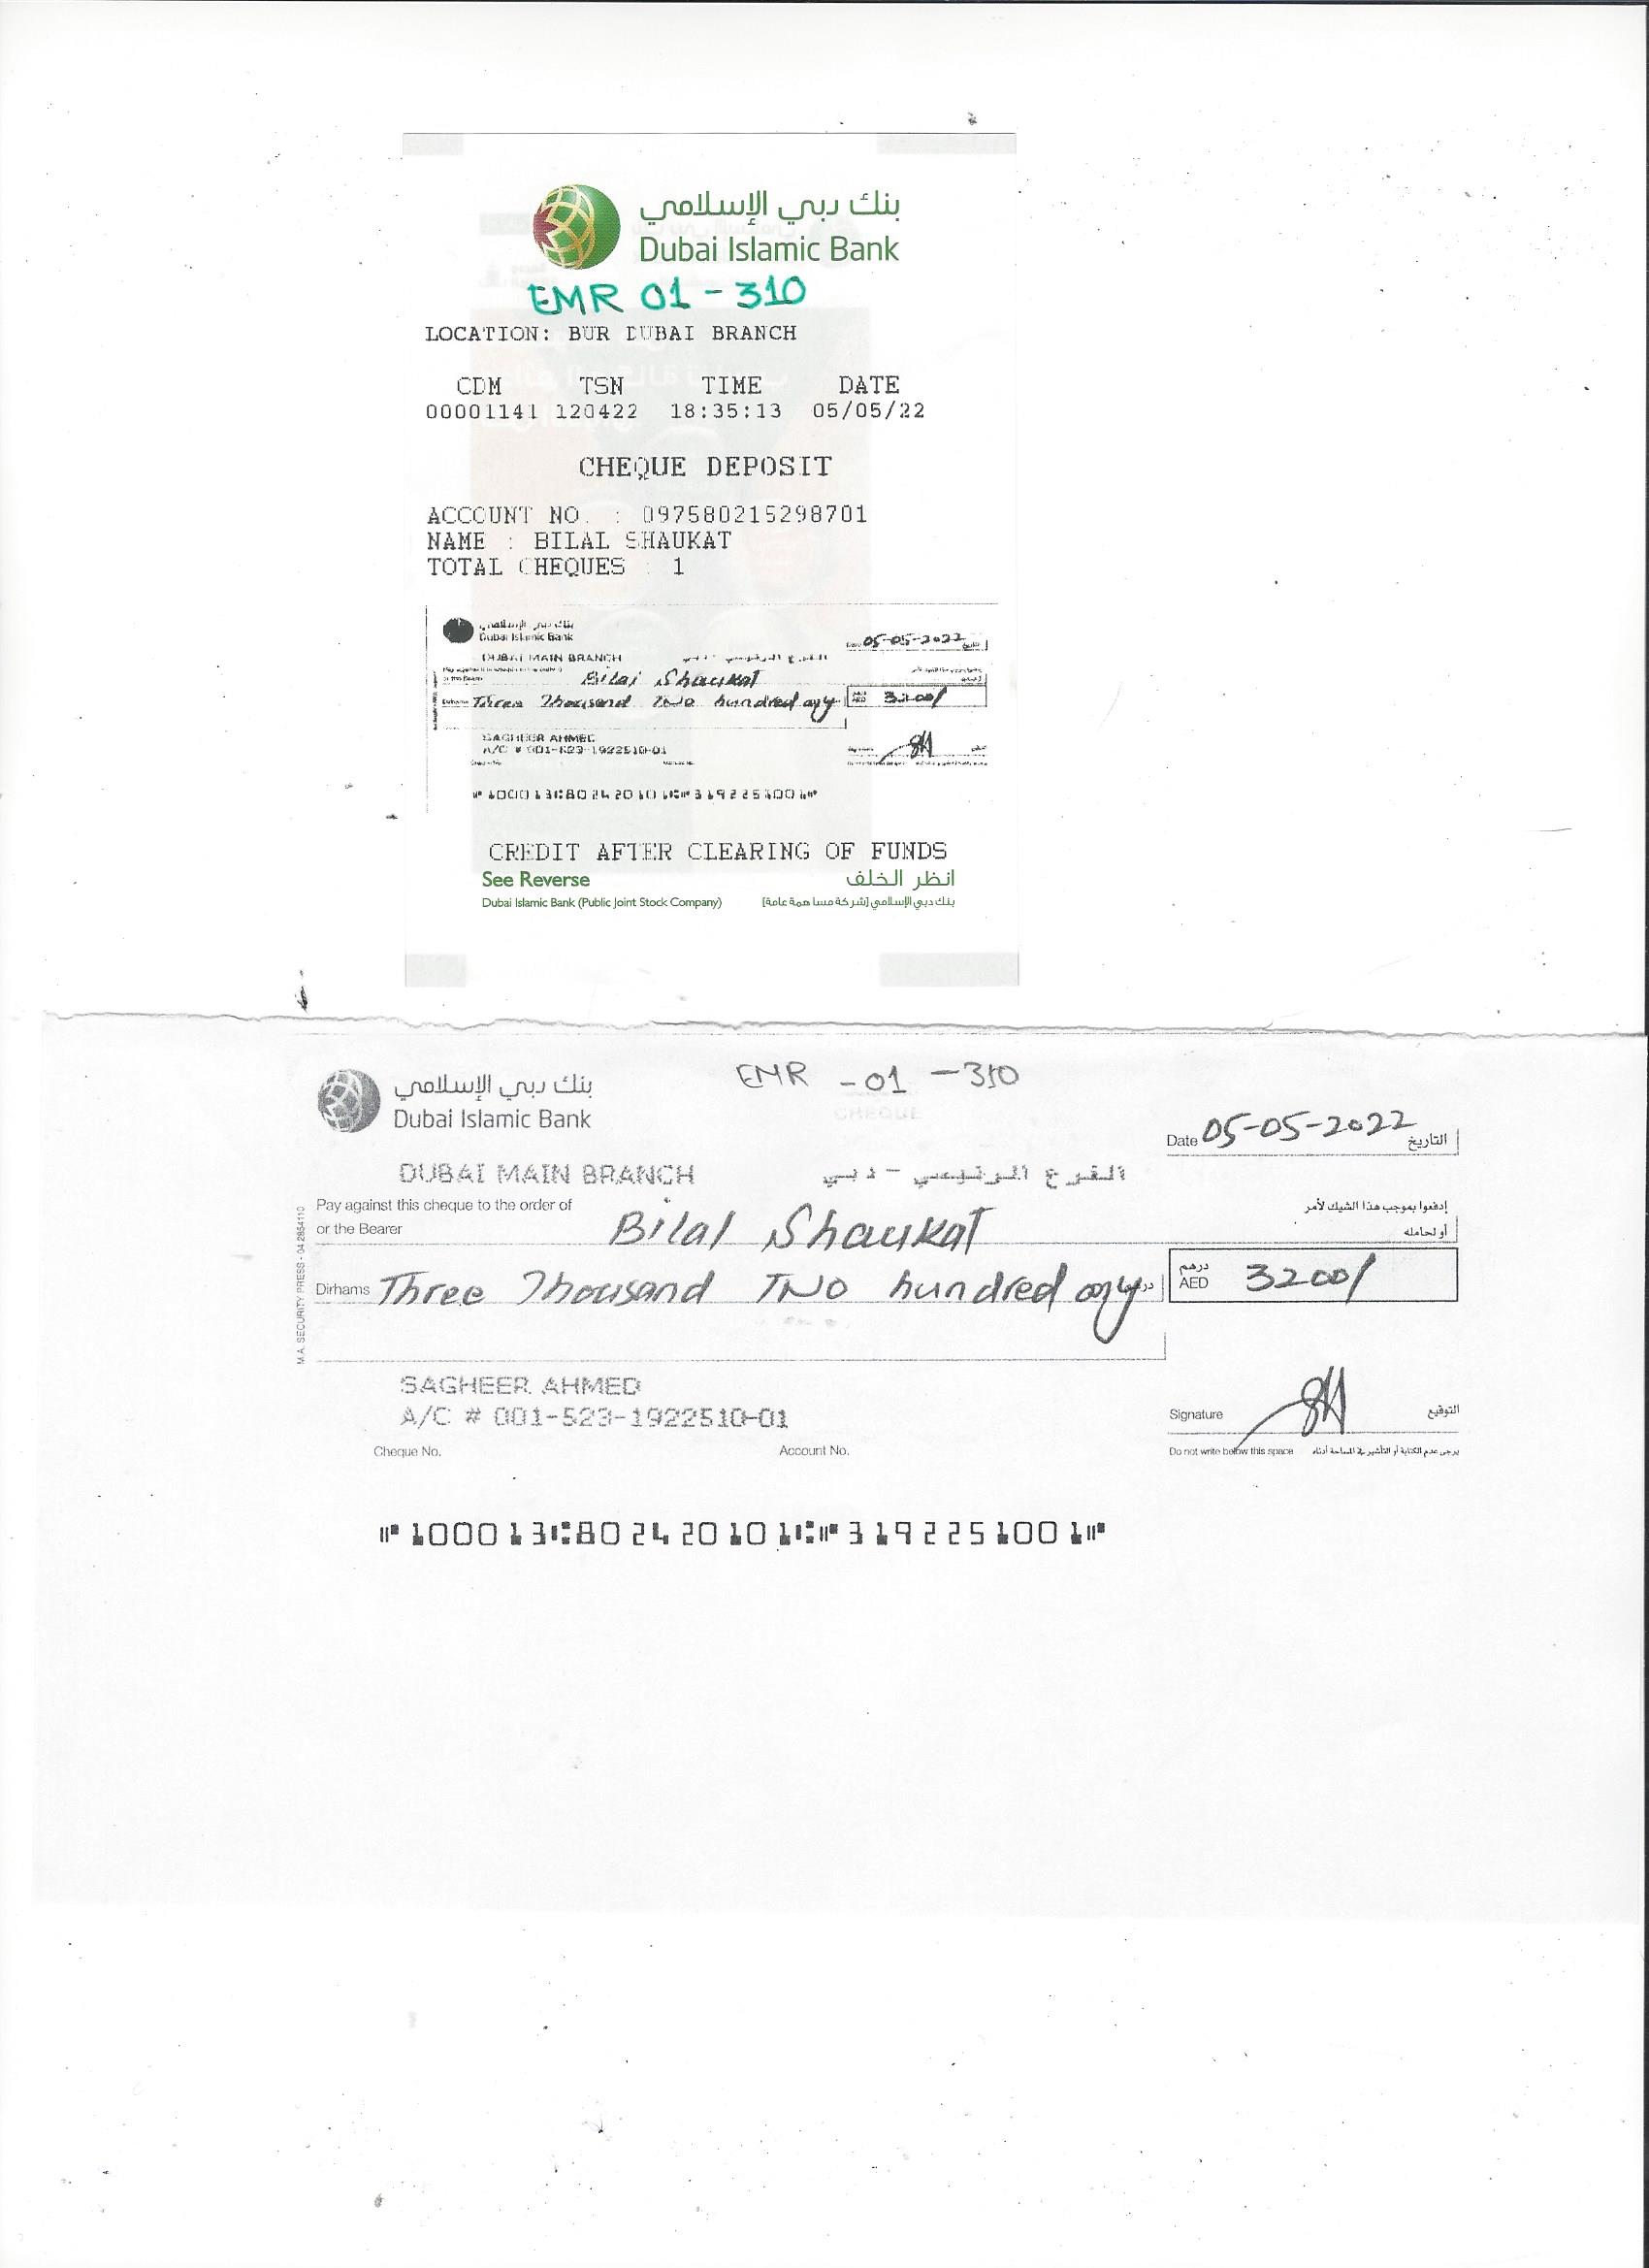 بنك دبي الإسلامي
Dubai Islamic Bank
EMR 01 - 310
LOCATION: BUR DUBAI BRANCH
CDM TSN TIME DATE
00001141 120422 18:35:13 05/05/22
CHEQUE DEPOSIT
ACCOUNT NO. : 097580215298701
NAME : BILAL SHAUKAT
TOTAL CHEQUES : 1
بنك دبي الإسلامي
Dubai Islamic Bank
05-05-2022
DUBAI MAIN BRANCH
Bilal Shaukat
Three Thousand Two hundred only 3200/
SAGHEER AHMED
A/C # 001-523-1922510-01
⑈100013⑆802420101⑆⑈3192251001⑈
CREDIT AFTER CLEARING OF FUNDS
See Reverse انظر الخلف
Dubai Islamic Bank (Public Joint Stock Company) بنك دبي الإسلامي (شركة مساهمة عامة)
بنك دبي الإسلامي
Dubai Islamic Bank
EMR -01 -310
CHEQUE
Date 05-05-2022 التاريخ
DUBAI MAIN BRANCH الفرع الرئيسي - دبي
Pay against this cheque to the order of إدفعوا بموجب هذا الشيك لأمر
or the Bearer Bilal Shaukat أو لحامله
Dirhams Three Thousand Two hundred only درهم AED 3200/
M.A. SECURITY PRESS - 04 2854110
SAGHEER AHMED
A/C # 001-523-1922510-01
Signature التوقيع
Cheque No. Account No.
Do not write below this space يرجى عدم الكتابة أو التأشير في المساحة أدناه
⑈100013⑆802420101⑆⑈3192251001⑈